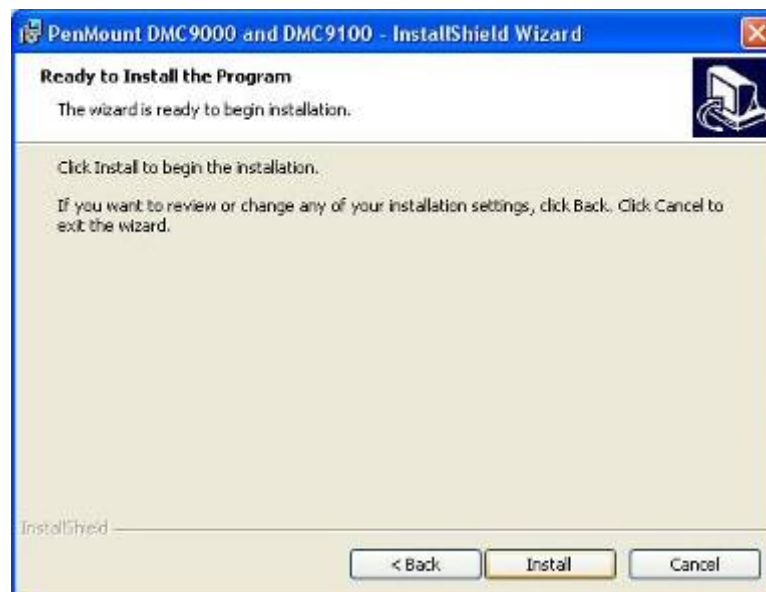 PenMount DMC9000 and DMC9100 - InstallShield Wizard
Ready to Install the Program
The wizard is ready to begin installation.
Click Install to begin the installation.
If you want to review or change any of your installation settings, click Back. Click Cancel to
exit the wizard.
InstallShield
< Back Install Cancel